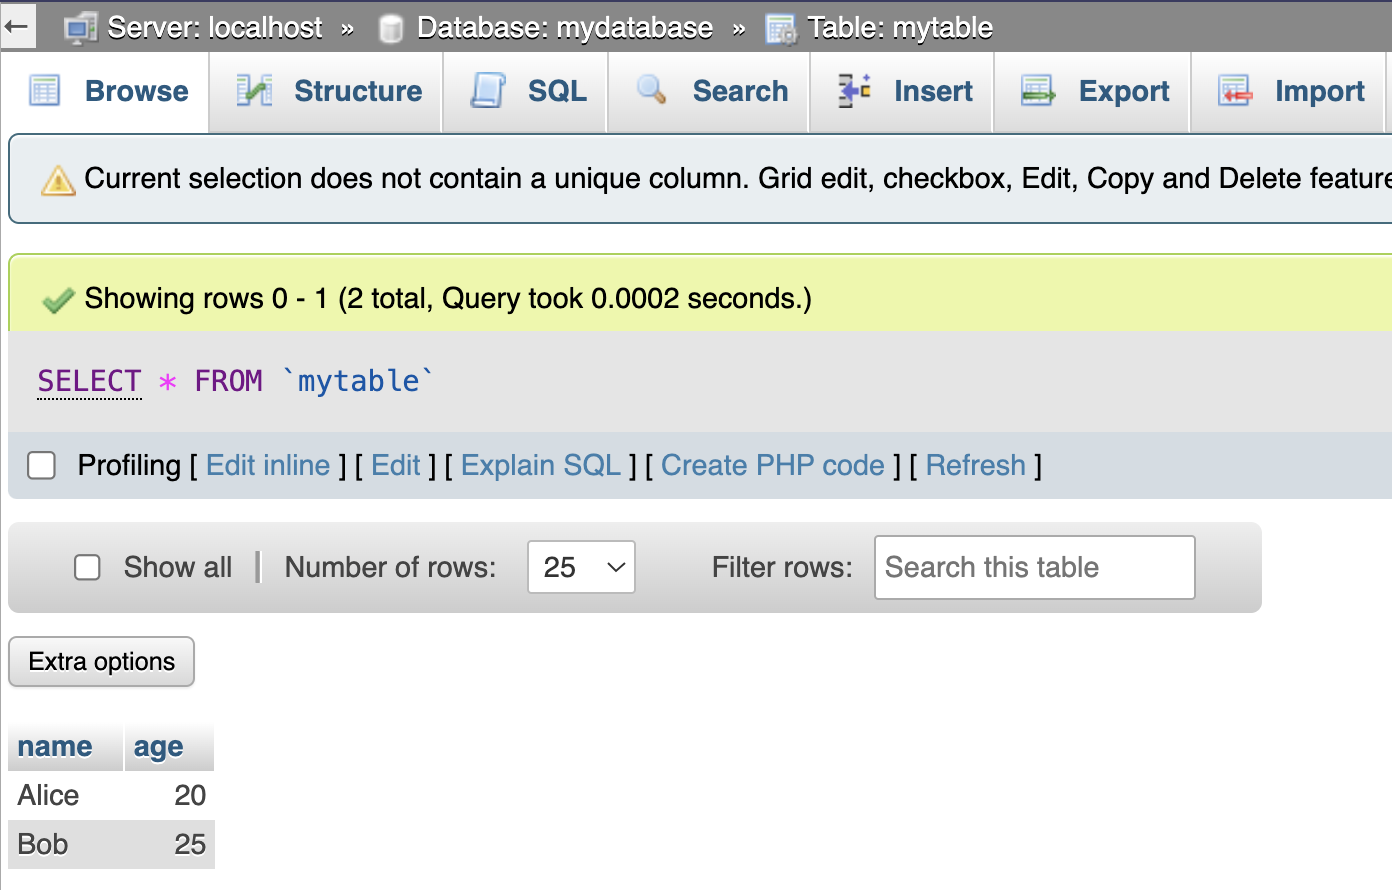 Server: localhost » Database: mydatabase » Table: mytable
Browse Structure SQL Search Insert Export Import
Current selection does not contain a unique column. Grid edit, checkbox, Edit, Copy and Delete feature
Showing rows 0 - 1 (2 total, Query took 0.0002 seconds.)
SELECT * FROM `mytable`
Profiling [ Edit inline ] [ Edit ] [ Explain SQL ] [ Create PHP code ] [ Refresh ]
Show all | Number of rows: 25 Filter rows: Search this table
Extra options
name age
Alice 20
Bob 25